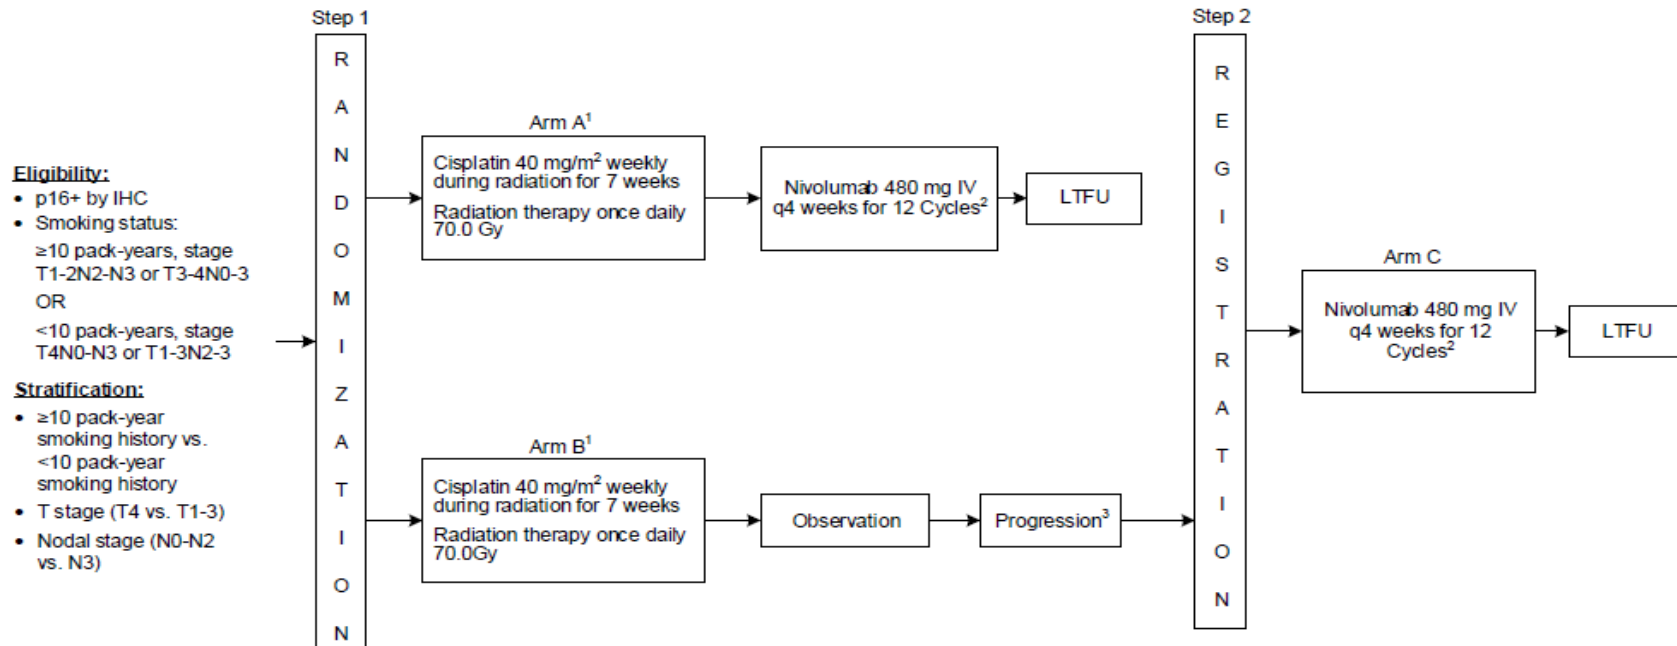 Step 1
R
A
N
D
O
M
I
Z
A
T
I
O
N
Eligibility:
• p16+ by IHC
• Smoking status:
≥10 pack-years, stage
T1-2N2-N3 or T3-4N0-3
OR
<10 pack-years, stage
T4N0-N3 or T1-3N2-3
Stratification:
• ≥10 pack-year
smoking history vs.
<10 pack-year
smoking history
• T stage (T4 vs. T1-3)
• Nodal stage (N0-N2
vs. N3)
Arm A¹
Cisplatin 40 mg/m² weekly
during radiation for 7 weeks
Radiation therapy once daily
70.0 Gy
Nivolumab 480 mg IV
q4 weeks for 12 Cycles²
LTFU
Arm B¹
Cisplatin 40 mg/m² weekly
during radiation for 7 weeks
Radiation therapy once daily
70.0Gy
Observation
Progression³
Step 2
R
E
G
I
S
T
R
A
T
I
O
N
Arm C
Nivolumab 480 mg IV
q4 weeks for 12
Cycles²
LTFU